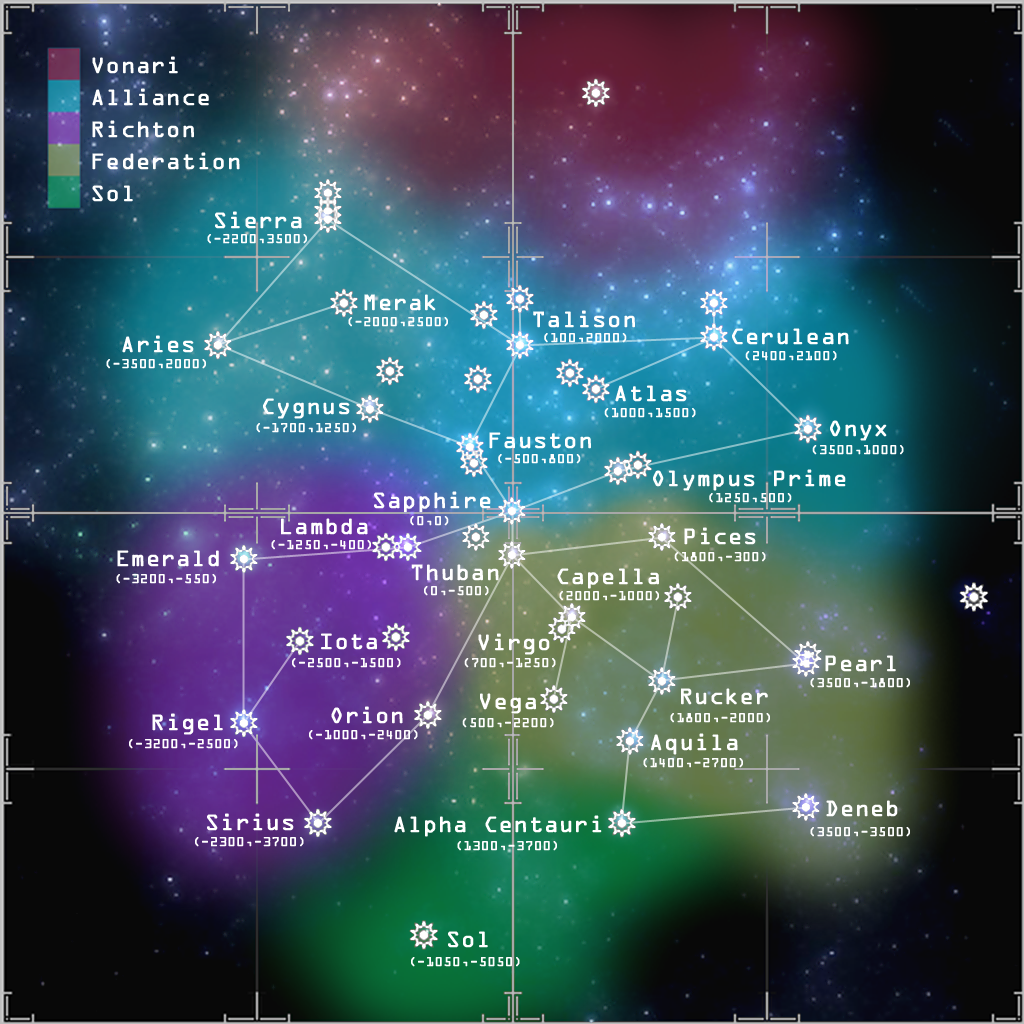 Vonari
Alliance
Richton
Federation
Sol
Sierra
(-2200,3500)
Merak
(-2000,2500)
Talison
(100,2000)
Cerulean
(2400,2100)
Aries
(-3500,2000)
Atlas
(1000,1500)
Cygnus
(-1700,1250)
Onyx
(3500,1000)
Fauston
(-500,800)
Olympus Prime
(1250,500)
Sapphire
(0,0)
Lambda
(-1250,-400)
Pices
(1800,-300)
Emerald
(-3200,-550)
Thuban
(0,-500)
Capella
(2000,-1000)
Iota
(-2500,-1500)
Virgo
(700,-1250)
Pearl
(3500,-1800)
Rucker
(1800,-2000)
Vega
(500,-2200)
Orion
(-1000,-2400)
Rigel
(-3200,-2500)
Aquila
(1400,-2700)
Deneb
(3500,-3500)
Sirius
(-2300,-3700)
Alpha Centauri
(1300,-3700)
Sol
(-1050,-5050)